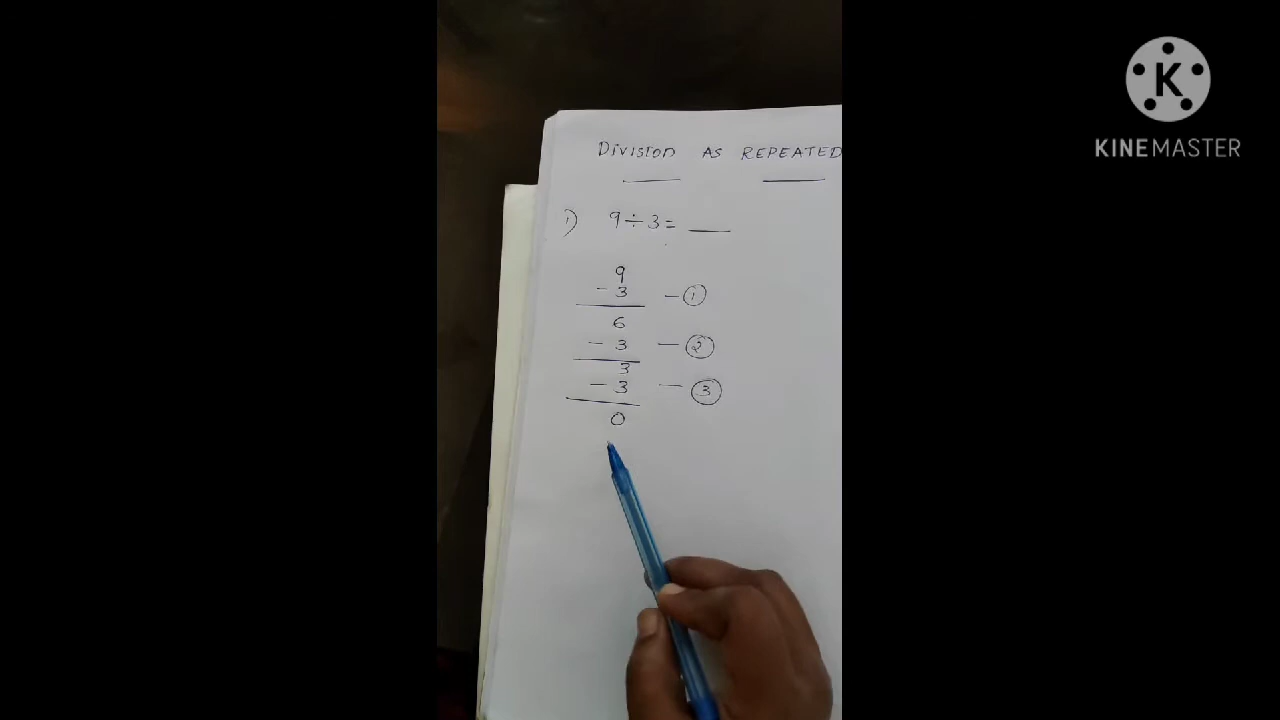 DIVISION AS REPEATED
1) 9÷3= ___
9
- 3 - ①
6
- 3 - ②
3
- 3 - ③
0
K
KINEMASTER